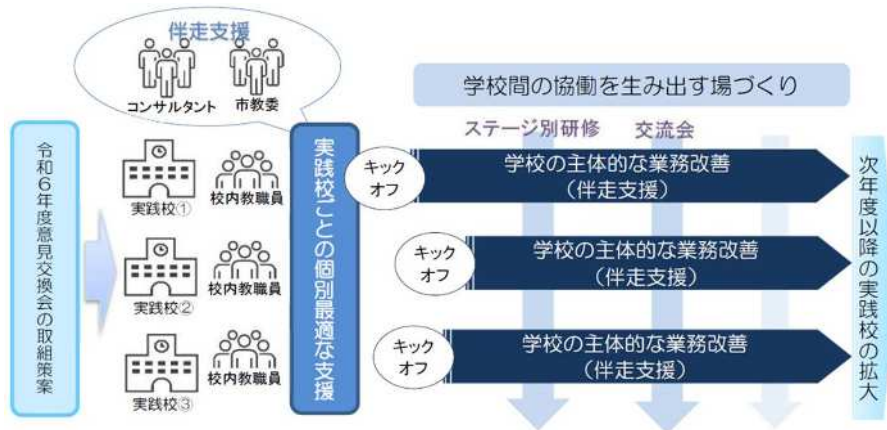 伴走支援
コンサルタント
市教委
令和6年度意見交換会の取組策案
実践校①
校内教職員
実践校②
校内教職員
実践校③
校内教職員
実践校ごとの個別最適な支援
学校間の協働を生み出す場づくり
ステージ別研修
交流会
キック
オフ
学校の主体的な業務改善
（伴走支援）
キック
オフ
学校の主体的な業務改善
（伴走支援）
キック
オフ
学校の主体的な業務改善
（伴走支援）
次年度以降の実践校の拡大